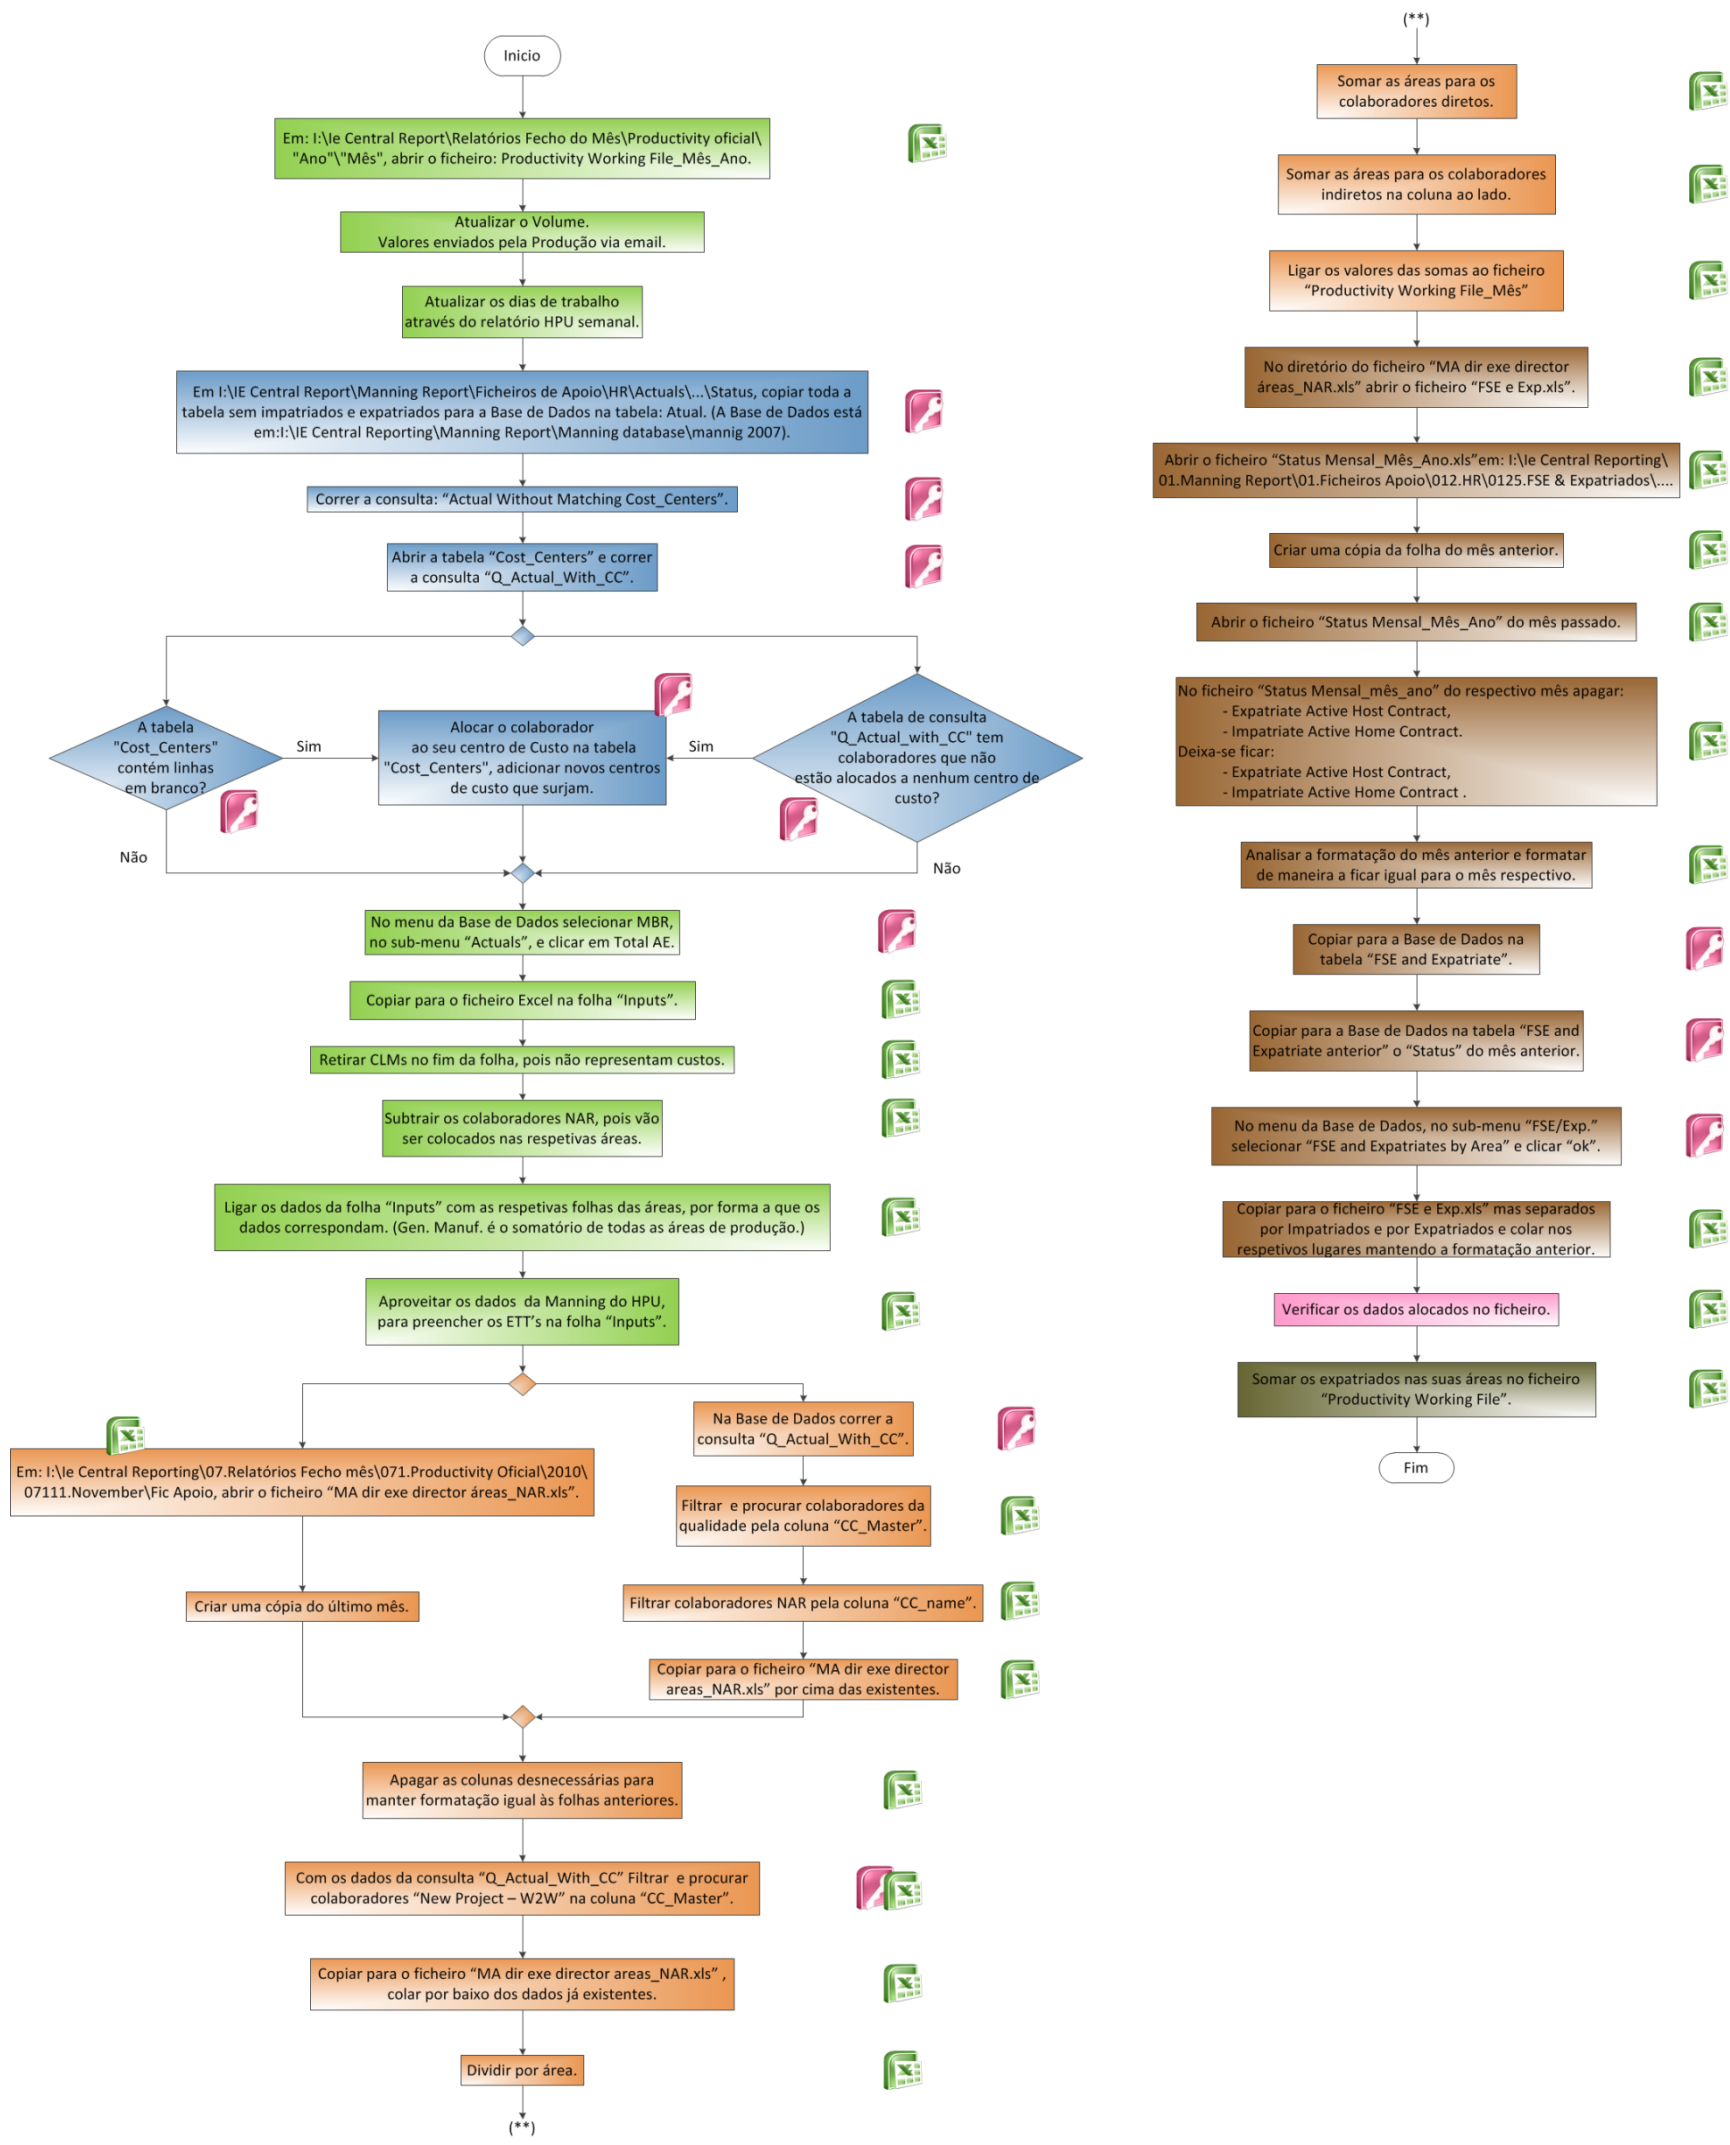 Inicio
Em: I:\Ie Central Report\Relatórios Fecho do Mês\Productivity oficial\
"Ano"\"Mês", abrir o ficheiro: Productivity Working File_Mês_Ano.
Atualizar o Volume.
Valores enviados pela Produção via email.
Atualizar os dias de trabalho
através do relatório HPU semanal.
Em I:\IE Central Report\Manning Report\Ficheiros de Apoio\HR\Actuals\...\Status, copiar toda a
tabela sem impatriados e expatriados para a Base de Dados na tabela: Atual. (A Base de Dados está
em:I:\IE Central Reporting\Manning Report\Manning database\mannig 2007).
Correr a consulta: “Actual Without Matching Cost_Centers”.
Abrir a tabela “Cost_Centers” e correr
a consulta “Q_Actual_With_CC”.
A tabela
"Cost_Centers"
contém linhas
em branco?
Sim
Não
Alocar o colaborador
ao seu centro de Custo na tabela
"Cost_Centers", adicionar novos centros
de custo que surjam.
Sim
A tabela de consulta
"Q_Actual_with_CC" tem
colaboradores que não
estão alocados a nenhum centro de
custo?
Não
No menu da Base de Dados selecionar MBR,
no sub-menu “Actuals”, e clicar em Total AE.
Copiar para o ficheiro Excel na folha “Inputs”.
Retirar CLMs no fim da folha, pois não representam custos.
Subtrair os colaboradores NAR, pois vão
ser colocados nas respetivas áreas.
Ligar os dados da folha “Inputs” com as respetivas folhas das áreas, por forma a que os
dados correspondam. (Gen. Manuf. é o somatório de todas as áreas de produção.)
Aproveitar os dados  da Manning do HPU,
para preencher os ETT’s na folha “Inputs”.
Em: I:\Ie Central Reporting\07.Relatórios Fecho mês\071.Productivity Oficial\2010\
07111.November\Fic Apoio, abrir o ficheiro “MA dir exe director áreas_NAR.xls”.
Criar uma cópia do último mês.
Na Base de Dados correr a
consulta “Q_Actual_With_CC”.
Filtrar  e procurar colaboradores da
qualidade pela coluna “CC_Master”.
Filtrar colaboradores NAR pela coluna “CC_name”.
Copiar para o ficheiro “MA dir exe director
areas_NAR.xls” por cima das existentes.
Apagar as colunas desnecessárias para
manter formatação igual às folhas anteriores.
Com os dados da consulta “Q_Actual_With_CC” Filtrar  e procurar
colaboradores “New Project – W2W” na coluna “CC_Master”.
Copiar para o ficheiro “MA dir exe director areas_NAR.xls” ,
colar por baixo dos dados já existentes.
Dividir por área.
(**)
(**)
Somar as áreas para os
colaboradores diretos.
Somar as áreas para os colaboradores
indiretos na coluna ao lado.
Ligar os valores das somas ao ficheiro
“Productivity Working File_Mês”
No diretório do ficheiro “MA dir exe director
áreas_NAR.xls” abrir o ficheiro “FSE e Exp.xls”.
Abrir o ficheiro “Status Mensal_Mês_Ano.xls”em: I:\Ie Central Reporting\
01.Manning Report\01.Ficheiros Apoio\012.HR\0125.FSE & Expatriados\....
Criar uma cópia da folha do mês anterior.
Abrir o ficheiro “Status Mensal_Mês_Ano” do mês passado.
No ficheiro “Status Mensal_mês_ano” do respectivo mês apagar:
- Expatriate Active Host Contract,
- Impatriate Active Home Contract.
Deixa-se ficar:
- Expatriate Active Host Contract,
- Impatriate Active Home Contract .
Analisar a formatação do mês anterior e formatar
de maneira a ficar igual para o mês respectivo.
Copiar para a Base de Dados na
tabela “FSE and Expatriate”.
Copiar para a Base de Dados na tabela “FSE and
Expatriate anterior” o “Status” do mês anterior.
No menu da Base de Dados, no sub-menu “FSE/Exp.”
selecionar “FSE and Expatriates by Area” e clicar “ok”.
Copiar para o ficheiro “FSE e Exp.xls” mas separados
por Impatriados e por Expatriados e colar nos
respetivos lugares mantendo a formatação anterior.
Verificar os dados alocados no ficheiro.
Somar os expatriados nas suas áreas no ficheiro
“Productivity Working File”.
Fim